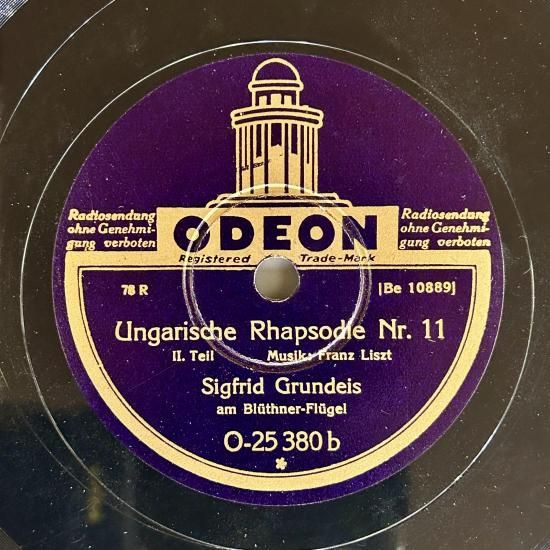 Radiosendung
ohne Genehmi-
gung verboten
ODEON
Radiosendung
ohne Genehmi-
gung verboten
Registered Trade-Mark
78 R [Be 10889]
Ungarische Rhapsodie Nr. 11
II. Teil Musik: Franz Liszt
Sigfrid Grundeis
am Blüthner-Flügel
O-25 380 b
*